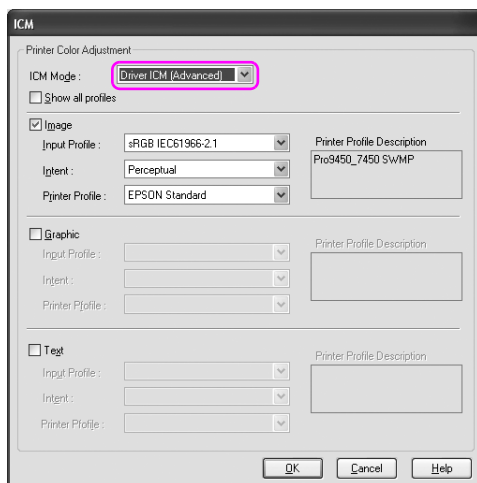 ICM
Printer Color Adjustment
ICM Mode : Driver ICM (Advanced)
Show all profiles
Image
Input Profile : sRGB IEC61966-2.1 Printer Profile Description
Pro9450_7450 SWMP
Intent : Perceptual
Printer Profile : EPSON Standard
Graphic
Input Profile : Printer Profile Description
Intent :
Printer Pfofile :
Text
Input Profile : Printer Profile Description
Intent :
Printer Pfofile :
OK Cancel Help